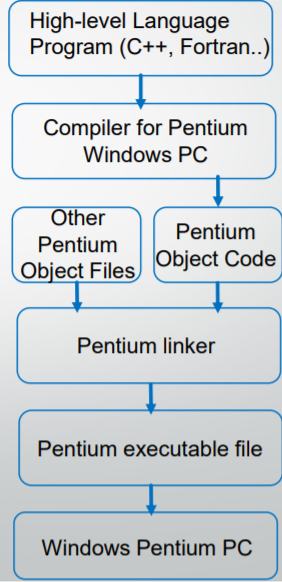 High-level Language
Program (C++, Fortran..)
Compiler for Pentium
Windows PC
Other
Pentium
Object Files
Pentium
Object Code
Pentium linker
Pentium executable file
Windows Pentium PC